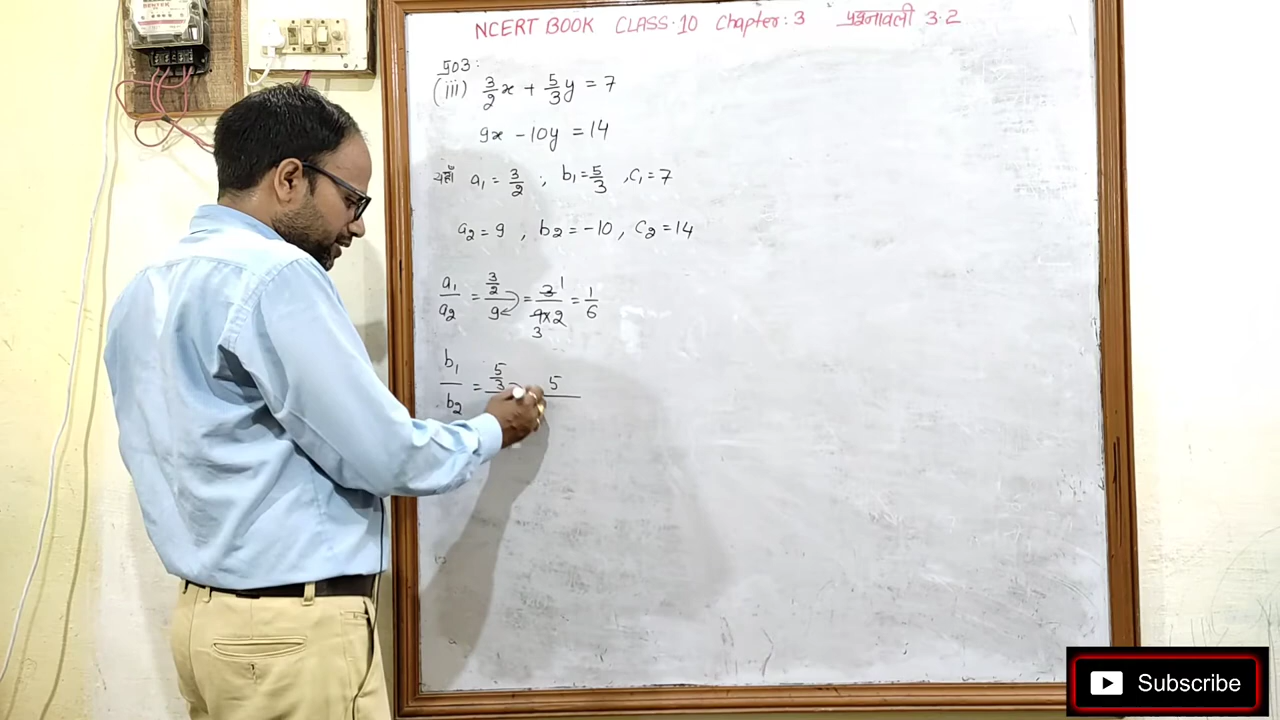 NCERT BOOK CLASS·10 Chapter: 3 प्रश्नावली 3·2
प्र03:
(iii) 3/2 x + 5/3 y = 7
9x - 10y = 14
यहाँ a₁ = 3/2 ; b₁ = 5/3 , c₁ = 7
a₂ = 9 , b₂ = -10 , c₂ = 14
a₁/a₂ = (3/2)/9 = 3 1/9×2 3 = 1/6
b₁/b₂ = 5/3 5
Subscribe